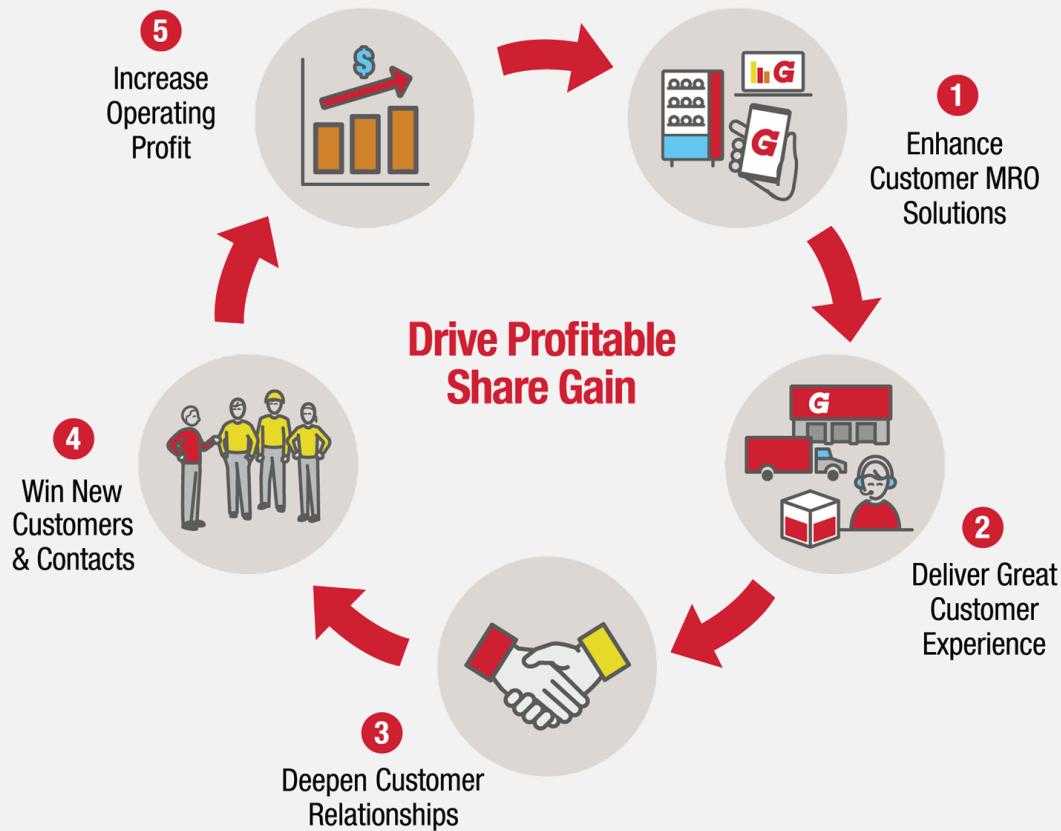 Drive Profitable
Share Gain
1
Enhance
Customer MRO
Solutions
G
G
2
Deliver Great
Customer
Experience
G
3
Deepen Customer
Relationships
4
Win New
Customers
& Contacts
5
Increase
Operating
Profit
$